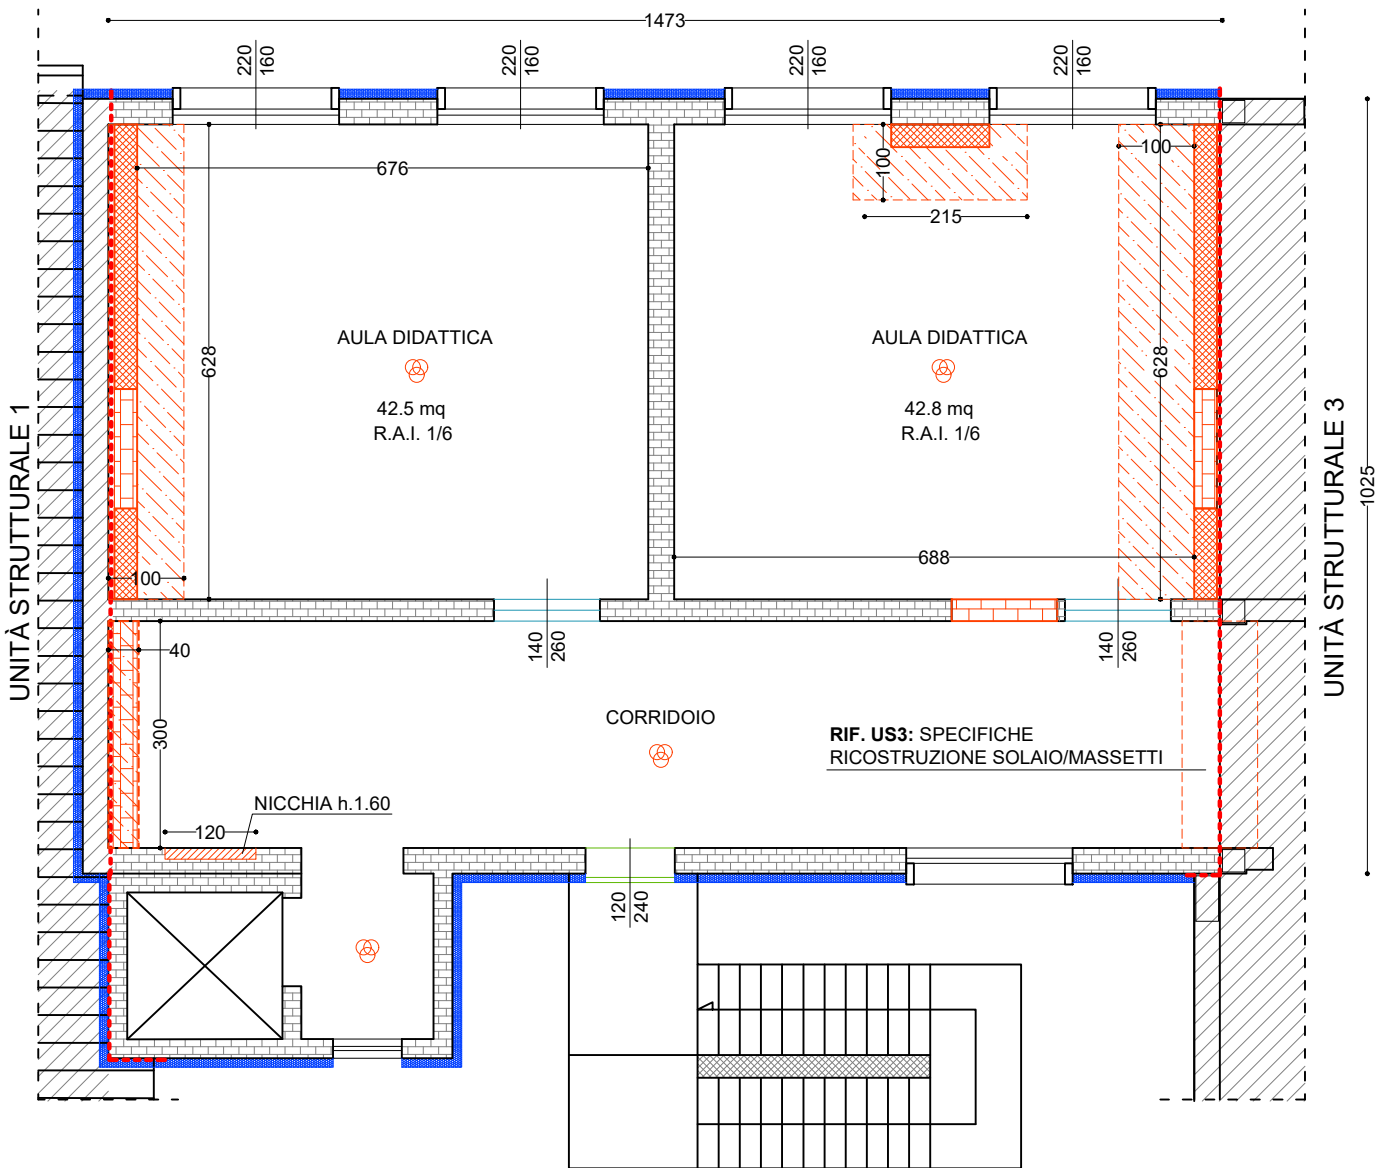 1473
220
160
220
160
220
160
220
160
676
100
100
215
AULA DIDATTICA
42.5 mq
R.A.I. 1/6
AULA DIDATTICA
42.8 mq
R.A.I. 1/6
628
628
UNITÀ STRUTTURALE 1
UNITÀ STRUTTURALE 3
1025
688
100
140
260
140
260
40
300
CORRIDOIO
RIF. US3: SPECIFICHE
RICOSTRUZIONE SOLAIO/MASSETTI
NICCHIA h.1.60
120
120
240